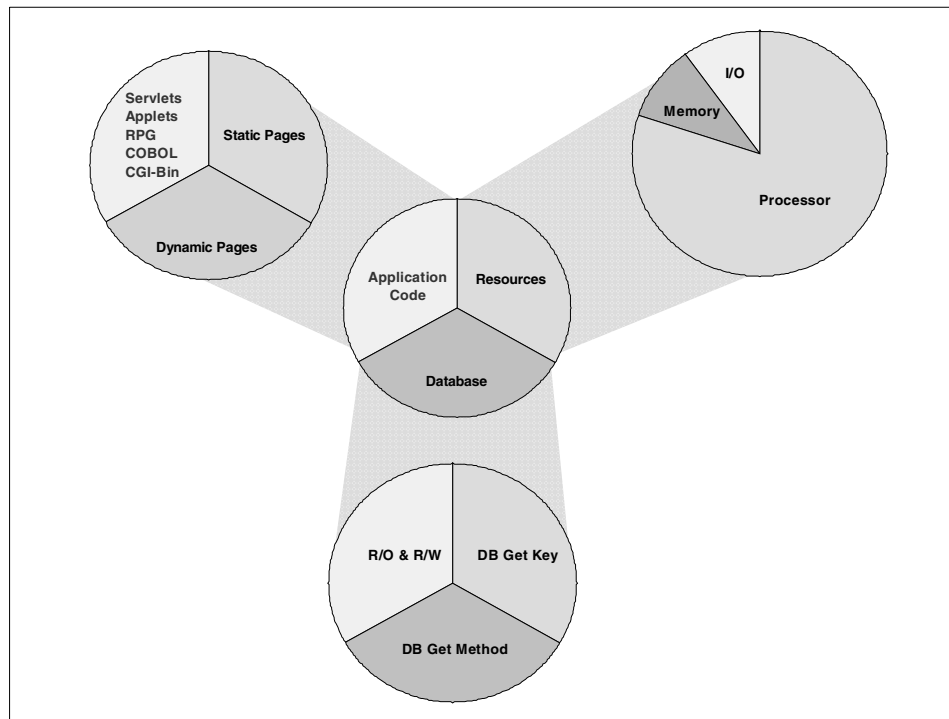 Servlets
Applets
RPG
COBOL
CGI-Bin
Static Pages
Dynamic Pages
I/O
Memory
Processor
Application
Code
Resources
Database
R/O & R/W
DB Get Key
DB Get Method